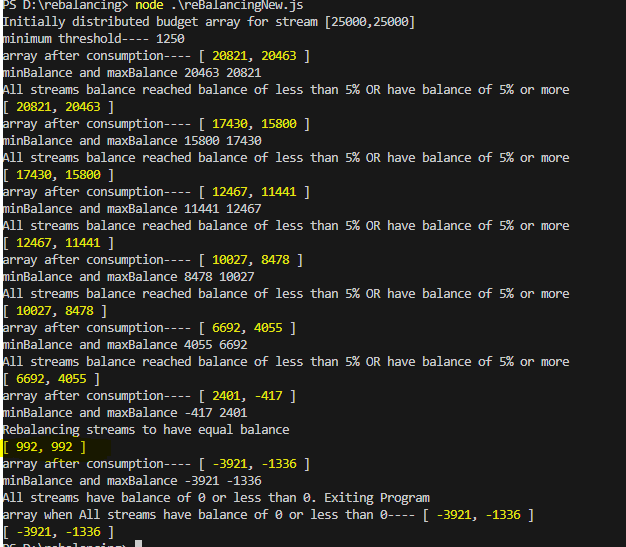 PS D:\rebalancing> node .\reBalancingNew.js
Initially distributed budget array for stream [25000,25000]
minimum threshold---- 1250
array after consumption---- [ 20821, 20463 ]
minBalance and maxBalance 20463 20821
All streams balance reached balance of less than 5% OR have balance of 5% or more
[ 20821, 20463 ]
array after consumption---- [ 17430, 15800 ]
minBalance and maxBalance 15800 17430
All streams balance reached balance of less than 5% OR have balance of 5% or more
[ 17430, 15800 ]
array after consumption---- [ 12467, 11441 ]
minBalance and maxBalance 11441 12467
All streams balance reached balance of less than 5% OR have balance of 5% or more
[ 12467, 11441 ]
array after consumption---- [ 10027, 8478 ]
minBalance and maxBalance 8478 10027
All streams balance reached balance of less than 5% OR have balance of 5% or more
[ 10027, 8478 ]
array after consumption---- [ 6692, 4055 ]
minBalance and maxBalance 4055 6692
All streams balance reached balance of less than 5% OR have balance of 5% or more
[ 6692, 4055 ]
array after consumption---- [ 2401, -417 ]
minBalance and maxBalance -417 2401
Rebalancing streams to have equal balance
[ 992, 992 ]
array after consumption---- [ -3921, -1336 ]
minBalance and maxBalance -3921 -1336
All streams have balance of 0 or less than 0. Exiting Program
array when All streams have balance of 0 or less than 0---- [ -3921, -1336 ]
[ -3921, -1336 ]
PS D:\rebalancing>